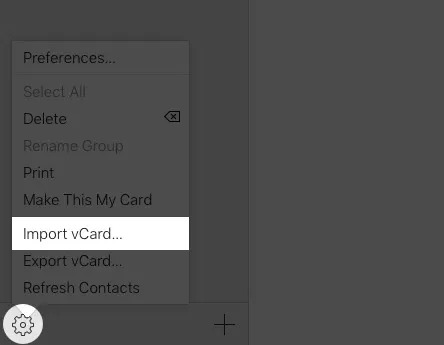 Preferences...
Select All
Delete
Rename Group
Print
Make This My Card
Import vCard...
Export vCard...
Refresh Contacts